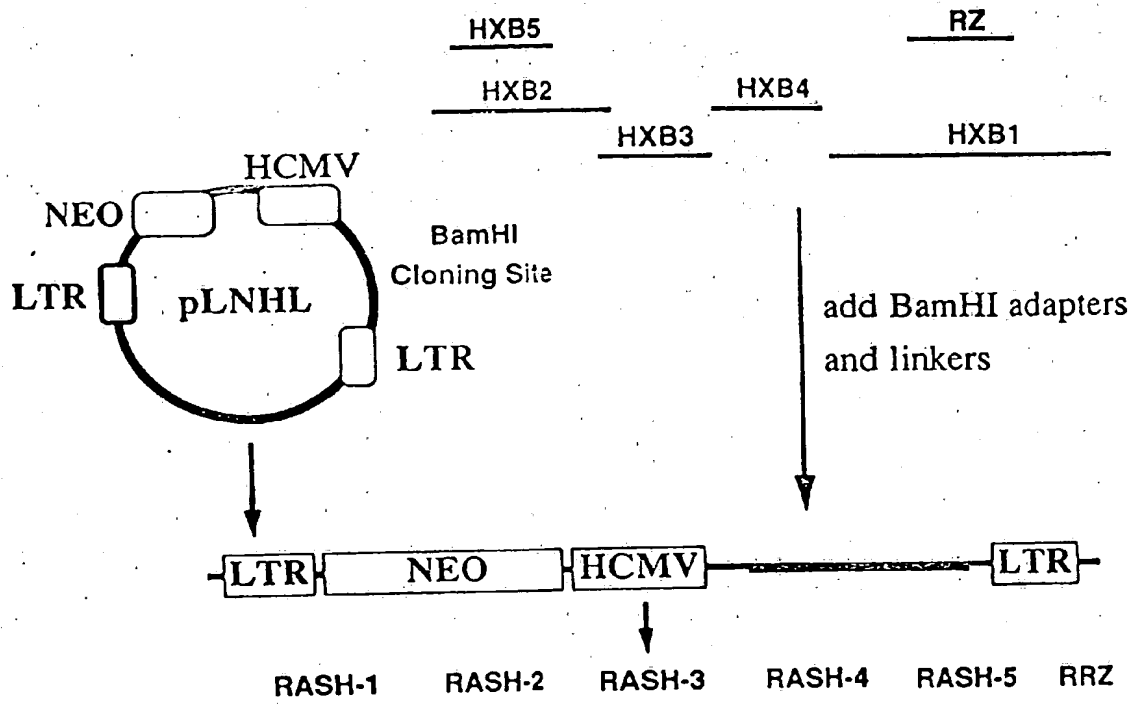 HXB5
RZ
HXB2
HXB4
HXB3
HXB1
HCMV
NEO
BamHI
Cloning Site
LTR
pLNHL
LTR
add BamHI adapters
and linkers
LTR
NEO
HCMV
LTR
RASH-1
RASH-2
RASH-3
RASH-4
RASH-5
RRZ